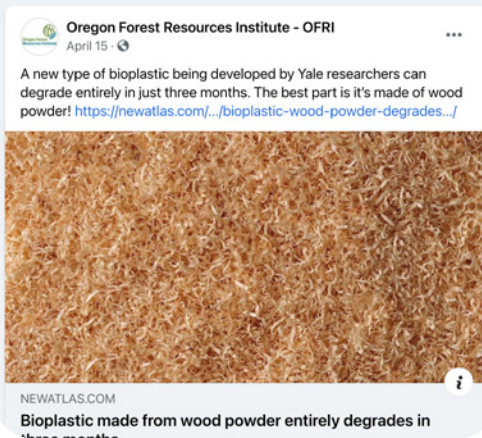 Oregon Forest Resources Institute - OFRI
April 15 ·
A new type of bioplastic being developed by Yale researchers can
degrade entirely in just three months. The best part is it's made of wood
powder! https://newatlas.com/.../bioplastic-wood-powder-degrades.../
NEWATLAS.COM
Bioplastic made from wood powder entirely degrades in
three months